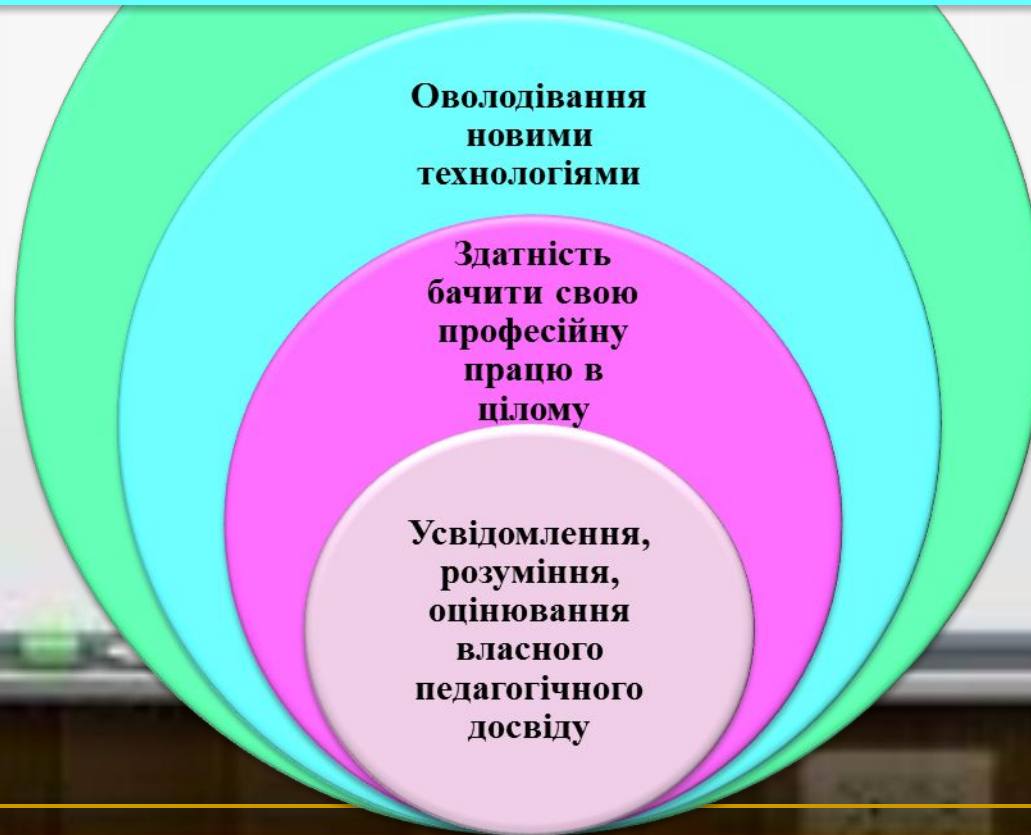 Оволодівання
новими
технологіями
Здатність
бачити свою
професійну
працю в
цілому
Усвідомлення,
розуміння,
оцінювання
власного
педагогічного
досвіду